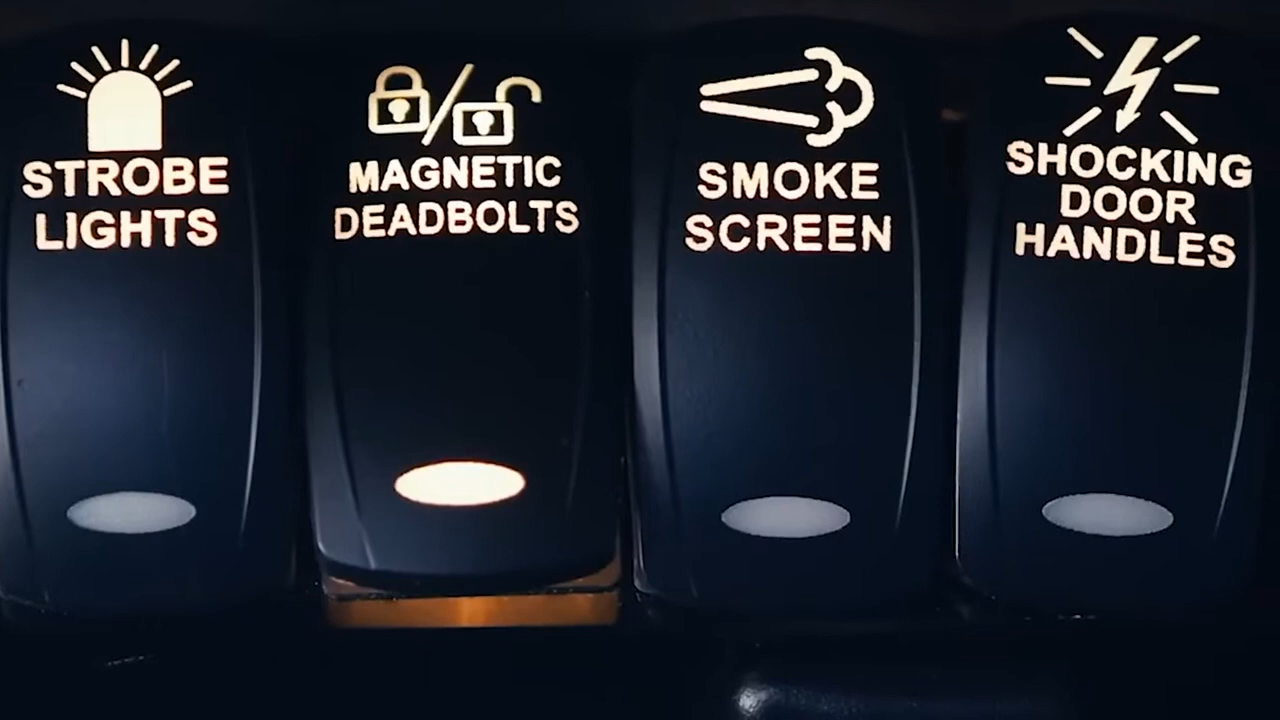 STROBE
LIGHTS
MAGNETIC
DEADBOLTS
SMOKE
SCREEN
SHOCKING
DOOR
HANDLES